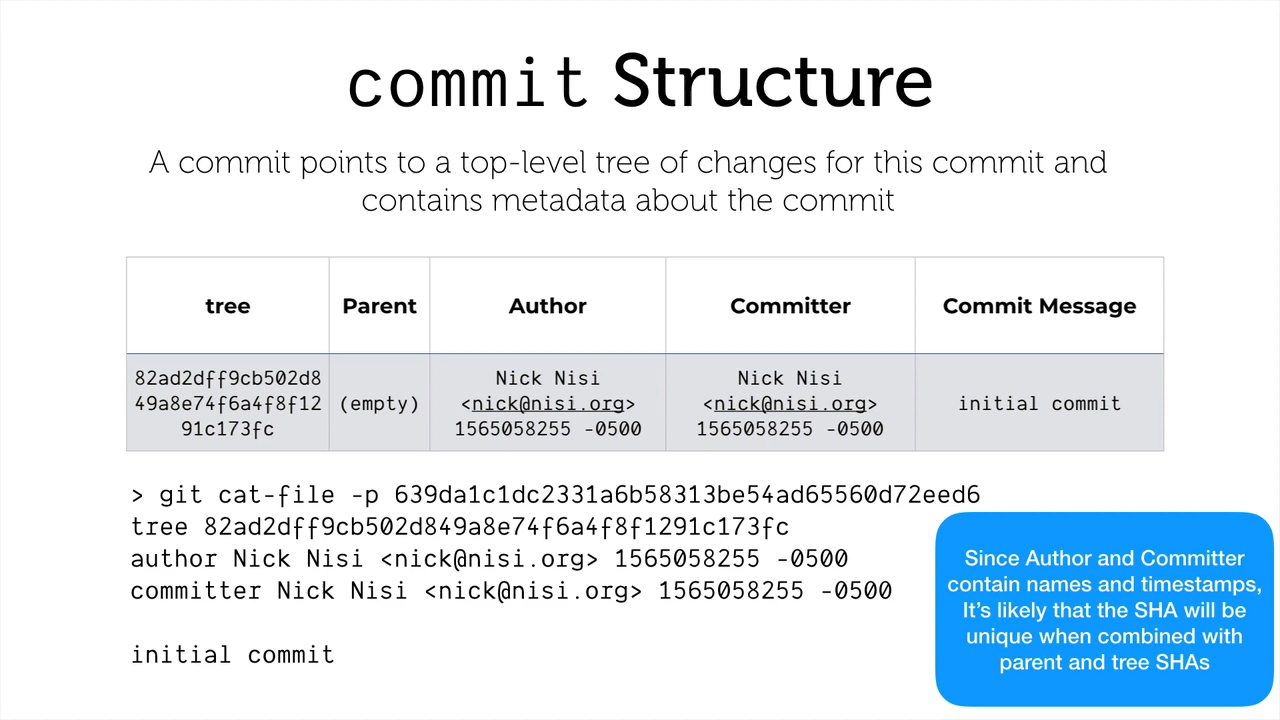 commit Structure
A commit points to a top-level tree of changes for this commit and
contains metadata about the commit
tree Parent Author Committer Commit Message
82ad2dff9cb502d8
49a8e74f6a4f8f12
91c173fc
(empty)
Nick Nisi
<nick@nisi.org>
1565058255 -0500
Nick Nisi
<nick@nisi.org>
1565058255 -0500
initial commit
> git cat-file -p 639da1c1dc2331a6b58313be54ad65560d72eed6
tree 82ad2dff9cb502d849a8e74f6a4f8f1291c173fc
author Nick Nisi <nick@nisi.org> 1565058255 -0500
committer Nick Nisi <nick@nisi.org> 1565058255 -0500
initial commit
Since Author and Committer
contain names and timestamps,
It’s likely that the SHA will be
unique when combined with
parent and tree SHAs